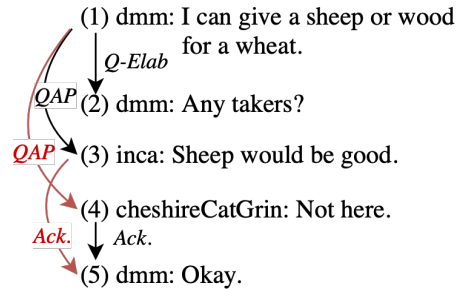 (1) dmm: I can give a sheep or wood
for a wheat.
Q-Elab
QAP
(2) dmm: Any takers?
QAP
(3) inca: Sheep would be good.
(4) cheshireCatGrin: Not here.
Ack.
Ack.
(5) dmm: Okay.